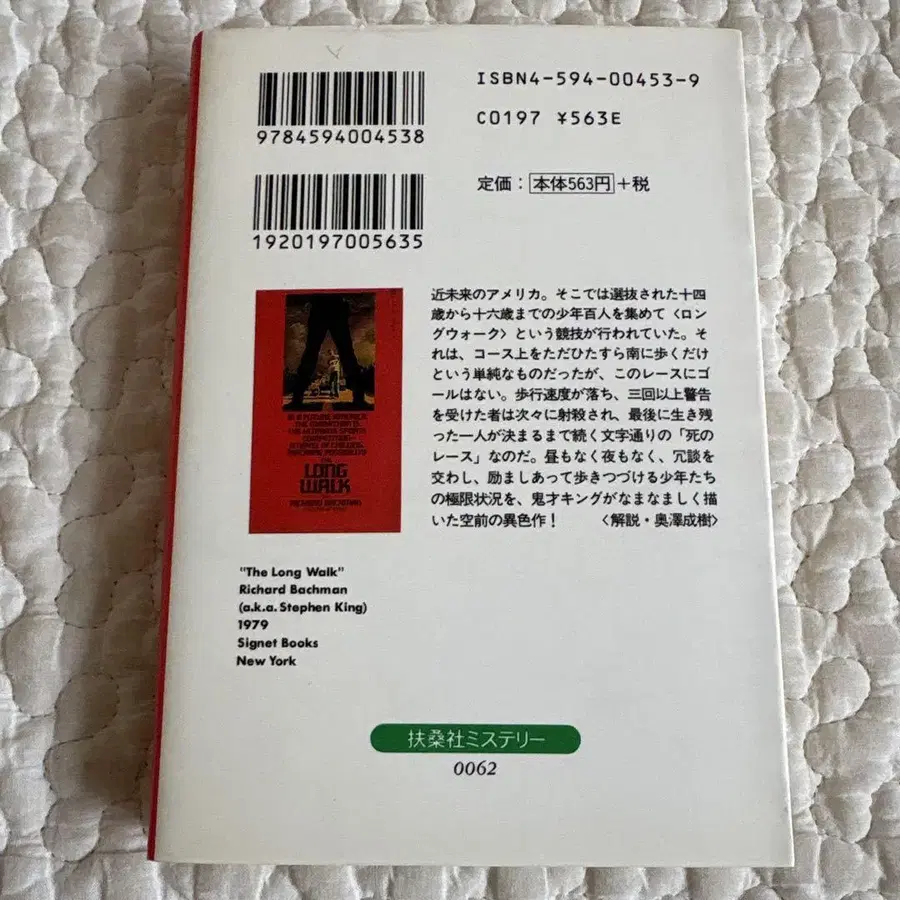 ISBN4-594-00453-9
C0197 ¥563E
定価：本体563円+税
9784594004538
1920197005635
近未来のアメリカ。そこでは選抜された十四
歳から十六歳までの少年百人を集めて〈ロン
グウォーク〉という競技が行われていた。そ
れは、コース上をただひたすら南に歩くだけ
という単純なものだったが、このレースにゴ
ールはない。歩行速度が落ち、三回以上警告
を受けた者は次々に射殺され、最後に生き残
った一人が決まるまで続く文字通りの「死の
レース」なのだ。昼もなく夜もなく、冗談を
交わし、励ましあって歩きつづける少年たち
の極限状況を、鬼才キングがなまなましく描
いた空前の異色作！ 〈解説・奥澤成樹〉
IN A FUTURE AMERICA,
THE MARATHON IS
THE ULTIMATE SPORTS
COMPETITION—
THE
LONG
WALK
RICHARD BACHMAN
"The Long Walk"
Richard Bachman
(a.k.a. Stephen King)
1979
Signet Books
New York
扶桑社ミステリー
0062